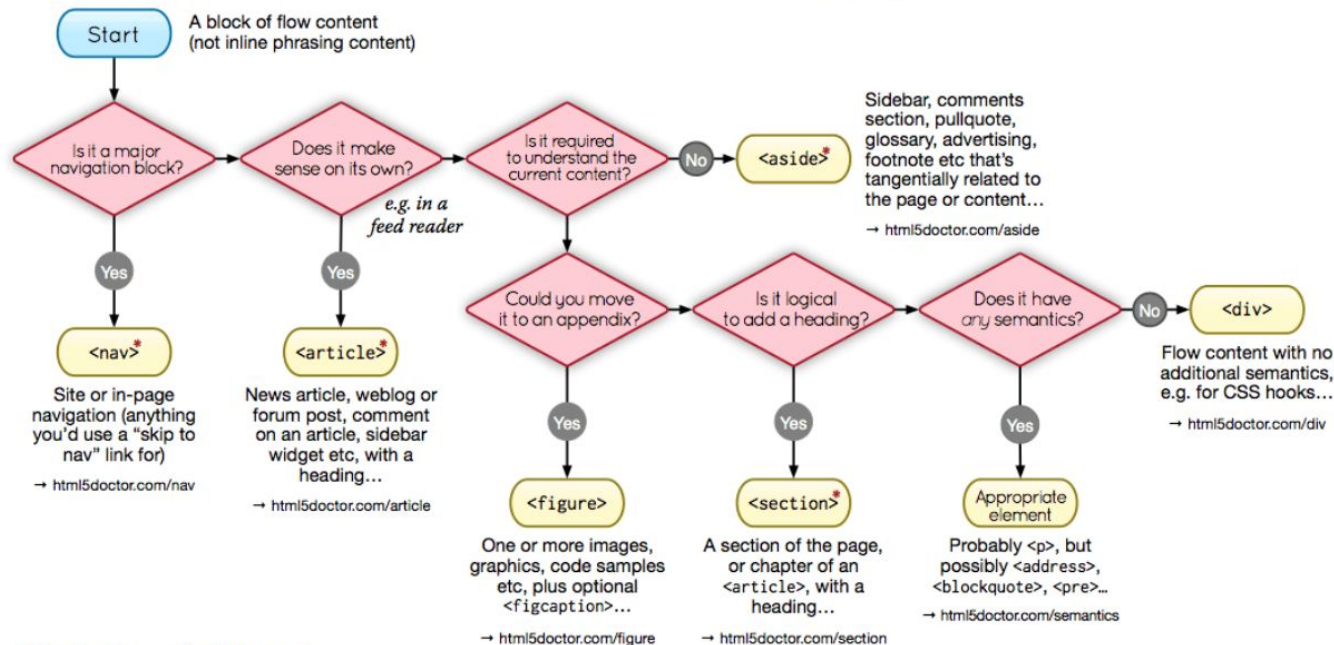 Start
A block of flow content
(not inline phrasing content)
Is it a major
navigation block?
Does it make
sense on its own?
e.g. in a
feed reader
Is it required
to understand the
current content?
No
<aside>*
Sidebar, comments
section, pullquote,
glossary, advertising,
footnote etc that's
tangentially related to
the page or content…
→ html5doctor.com/aside
Yes
<nav>*
Site or in-page
navigation (anything
you'd use a “skip to
nav” link for)
→ html5doctor.com/nav
Yes
<article>*
News article, weblog or
forum post, comment
on an article, sidebar
widget etc, with a
heading…
→ html5doctor.com/article
Could you move
it to an appendix?
Yes
<figure>
One or more images,
graphics, code samples
etc, plus optional
<figcaption>…
→ html5doctor.com/figure
Is it logical
to add a heading?
Yes
<section>*
A section of the page,
or chapter of an
<article>, with a
heading…
→ html5doctor.com/section
Does it have
any semantics?
Yes
Appropriate
element
Probably <p>, but
possibly <address>,
<blockquote>, <pre>…
→ html5doctor.com/semantics
No
<div>
Flow content with no
additional semantics,
e.g. for CSS hooks…
→ html5doctor.com/div